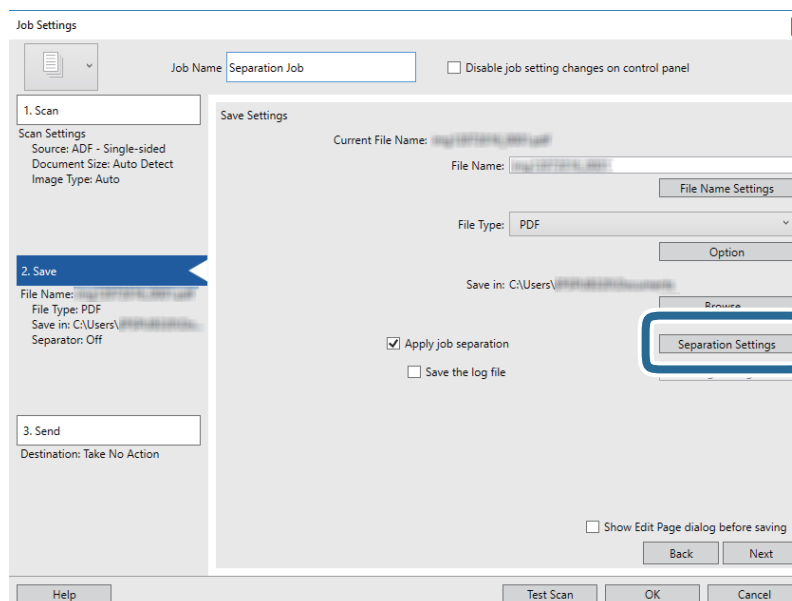 Job Settings
Job Name Separation Job
Disable job setting changes on control panel
1. Scan
Scan Settings
Source: ADF - Single-sided
Document Size: Auto Detect
Image Type: Auto
2. Save
File Name:
File Type: PDF
Save in: C:\Users\
Separator: Off
3. Send
Destination: Take No Action
Save Settings
Current File Name:
File Name:
File Name Settings
File Type: PDF
Option
Save in: C:\Users\
Browse
Apply job separation
Separation Settings
Save the log file
Show Edit Page dialog before saving
Back
Next
Help
Test Scan
OK
Cancel